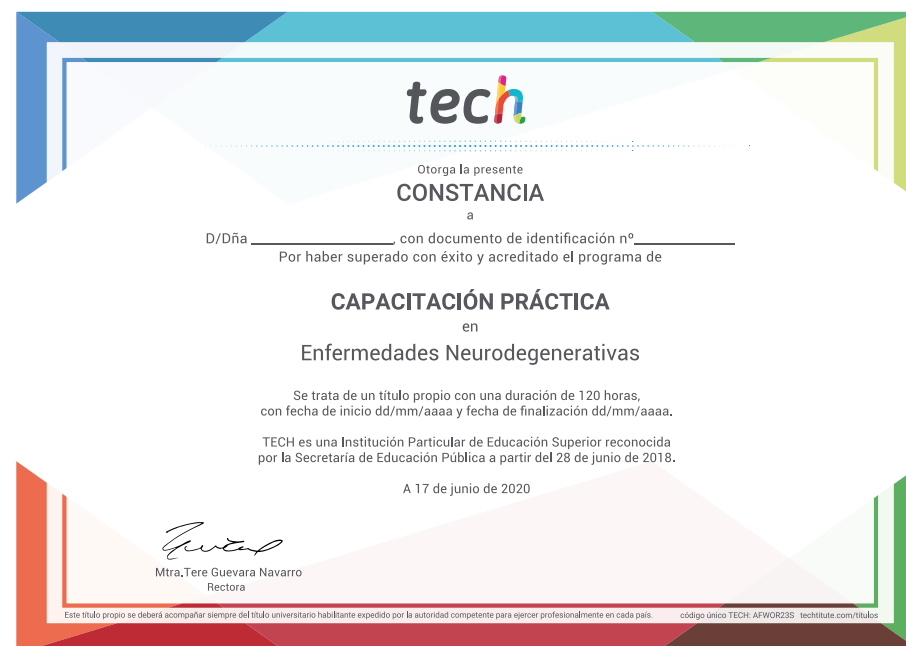 tech
Otorga la presente
CONSTANCIA
a
D/Dña ____________, con documento de identificación nº____________
Por haber superado con éxito y acreditado el programa de
CAPACITACIÓN PRÁCTICA
en
Enfermedades Neurodegenerativas
Se trata de un título propio con una duración de 120 horas,
con fecha de inicio dd/mm/aaaa y fecha de finalización dd/mm/aaaa.
TECH es una Institución Particular de Educación Superior reconocida
por la Secretaría de Educación Pública a partir del 28 de junio de 2018.
A 17 de junio de 2020
Mtra.Tere Guevara Navarro
Rectora
Este título propio se deberá acompañar siempre del título universitario habilitante expedido por la autoridad competente para ejercer profesionalmente en cada país. código único TECH: AFWOR23S techtitute.com/titulos